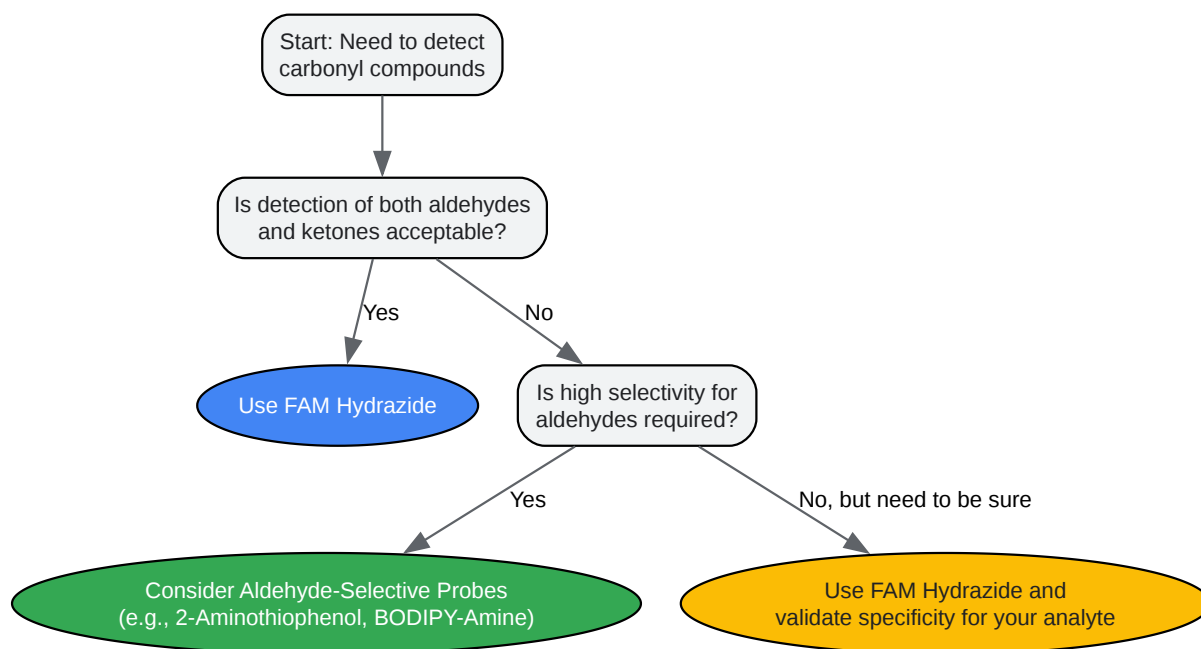 Start: Need to detect
carbonyl compounds
Is detection of both aldehydes
and ketones acceptable?
Yes
No
Use FAM Hydrazide
Is high selectivity for
aldehydes required?
Yes
No, but need to be sure
Consider Aldehyde-Selective Probes
(e.g., 2-Aminothiophenol, BODIPY-Amine)
Use FAM Hydrazide and
validate specificity for your analyte